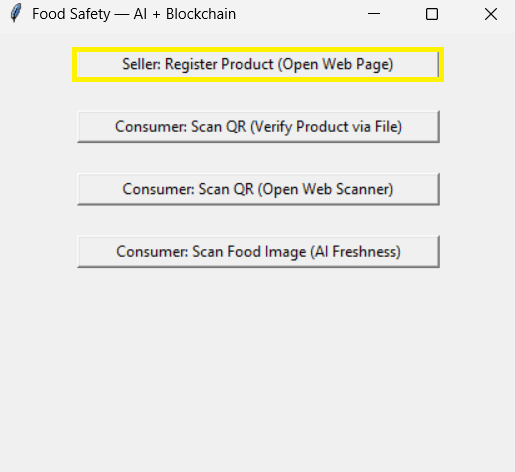 Food Safety — AI + Blockchain
Seller: Register Product (Open Web Page)
Consumer: Scan QR (Verify Product via File)
Consumer: Scan QR (Open Web Scanner)
Consumer: Scan Food Image (AI Freshness)